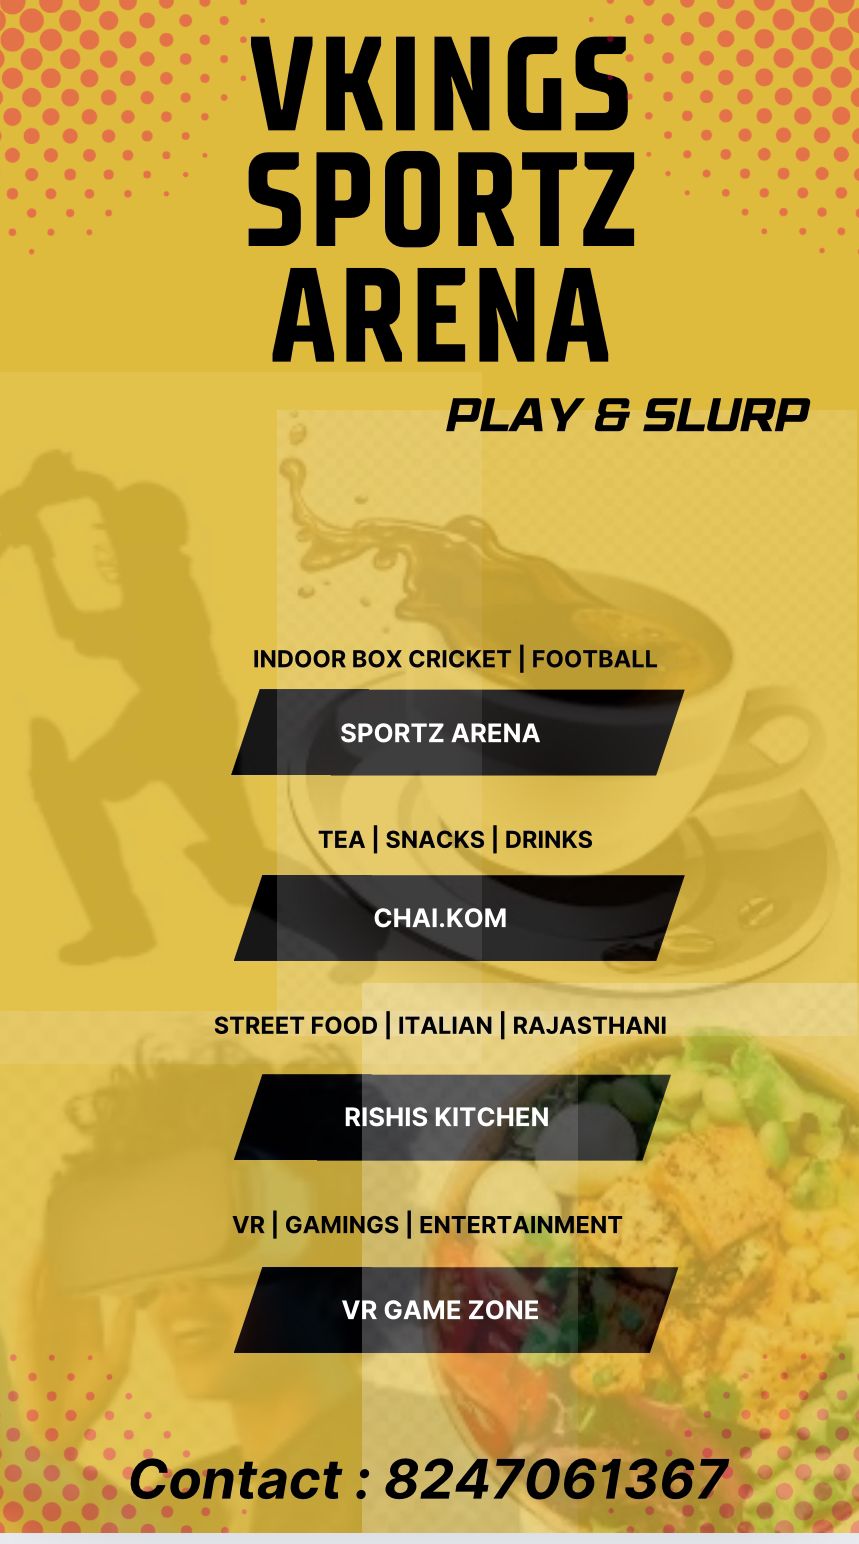 VKINGS
SPORTZ
ARENA
PLAY & SLURP
INDOOR BOX CRICKET | FOOTBALL
SPORTZ ARENA
TEA | SNACKS | DRINKS
CHAI.KOM
STREET FOOD | ITALIAN | RAJASTHANI
RISHIS KITCHEN
VR | GAMINGS | ENTERTAINMENT
VR GAME ZONE
Contact : 8247061367